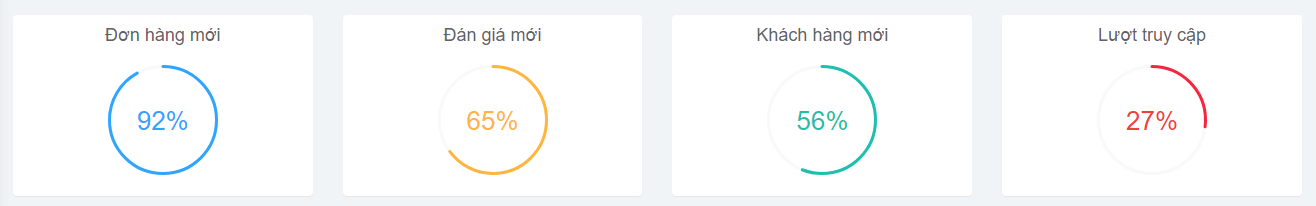 Đơn hàng mới
92%
Đán giá mới
65%
Khách hàng mới
56%
Lượt truy cập
27%